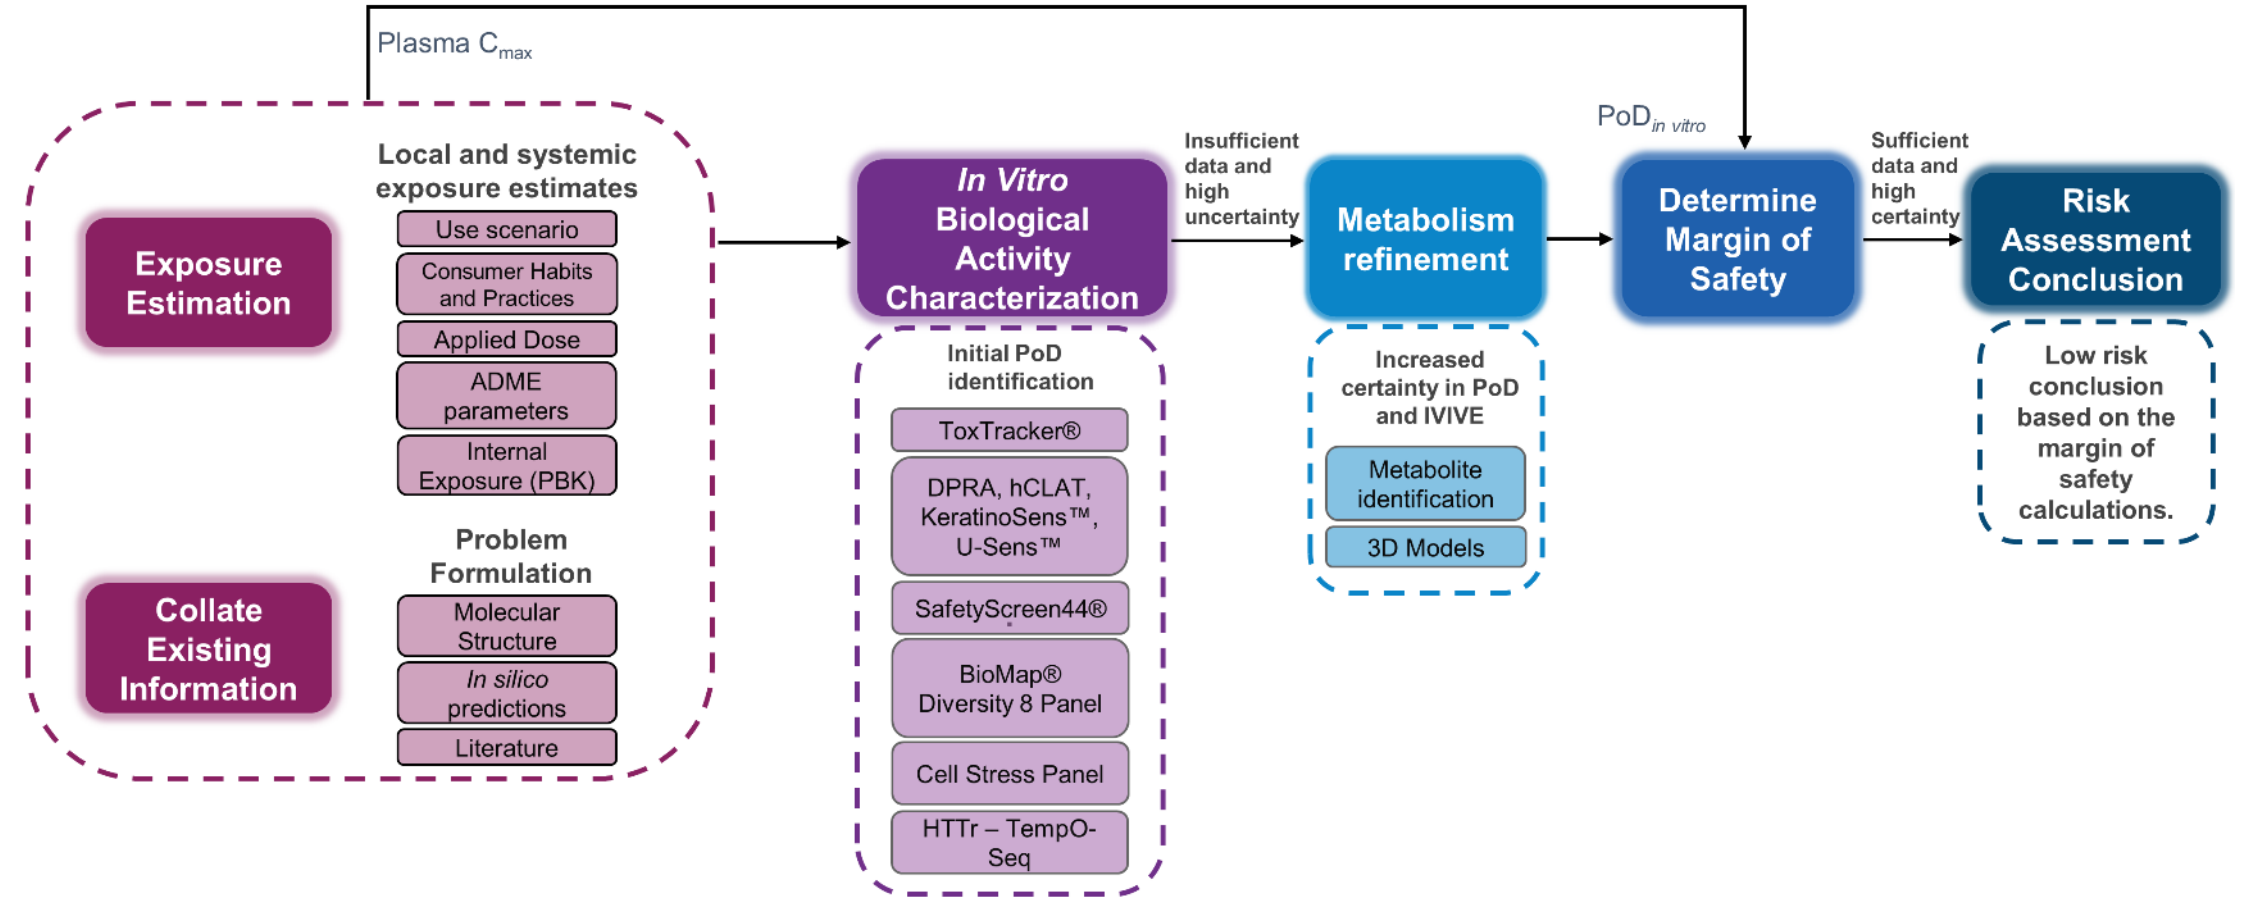 Plasma Cmax
PoDin vitro
Local and systemic
exposure estimates
Exposure
Estimation
Use scenario
Consumer Habits
and Practices
Applied Dose
ADME
parameters
Internal
Exposure (PBK)
Problem
Formulation
Collate
Existing
Information
Molecular
Structure
In silico
predictions
Literature
In Vitro
Biological
Activity
Characterization
Initial PoD
identification
ToxTracker®
DPRA, hCLAT,
KeratinoSens™,
U-Sens™
SafetyScreen44®
BioMap®
Diversity 8 Panel
Cell Stress Panel
HTTr – TempO-
Seq
Insufficient
data and
high
uncertainty
Metabolism
refinement
Increased
certainty in PoD
and IVIVE
Metabolite
identification
3D Models
Determine
Margin of
Safety
Sufficient
data and
high
certainty
Risk
Assessment
Conclusion
Low risk
conclusion
based on the
margin of
safety
calculations.